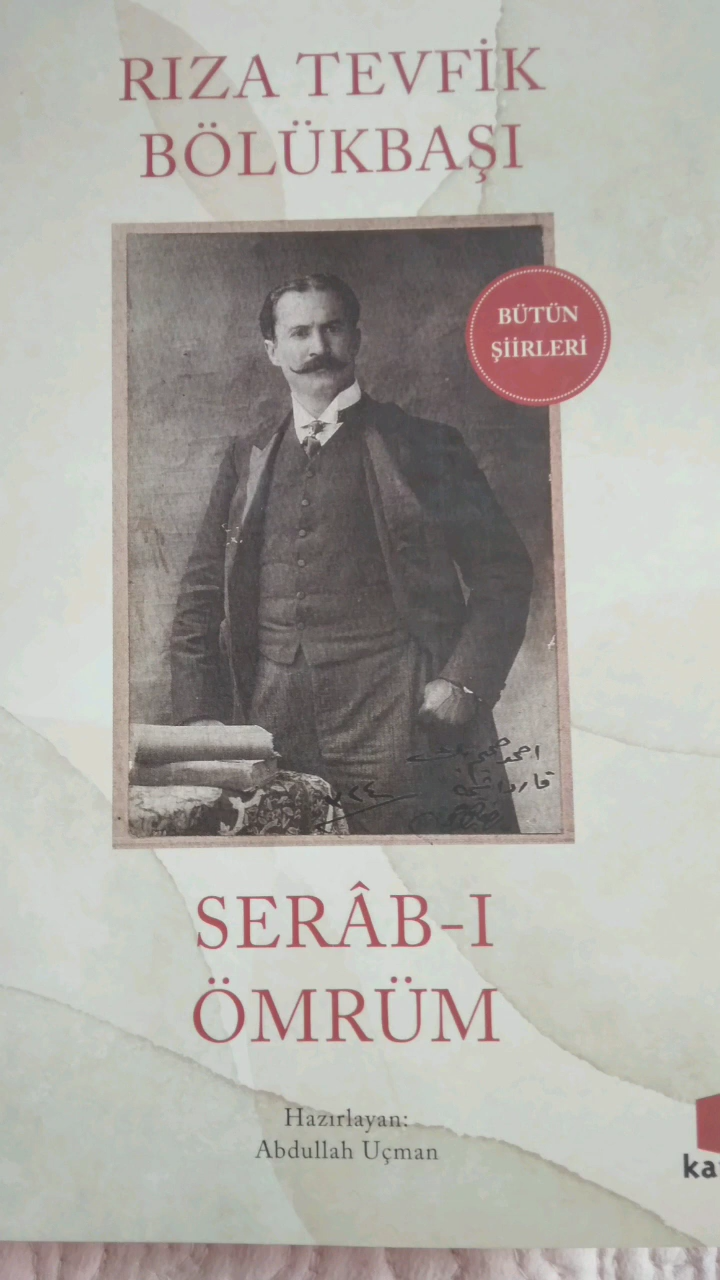 RIZA TEVFİK
BÖLÜKBAŞI
BÜTÜN
ŞİİRLERİ
SERÂB-I
ÖMRÜM
Hazırlayan:
Abdullah Uçman